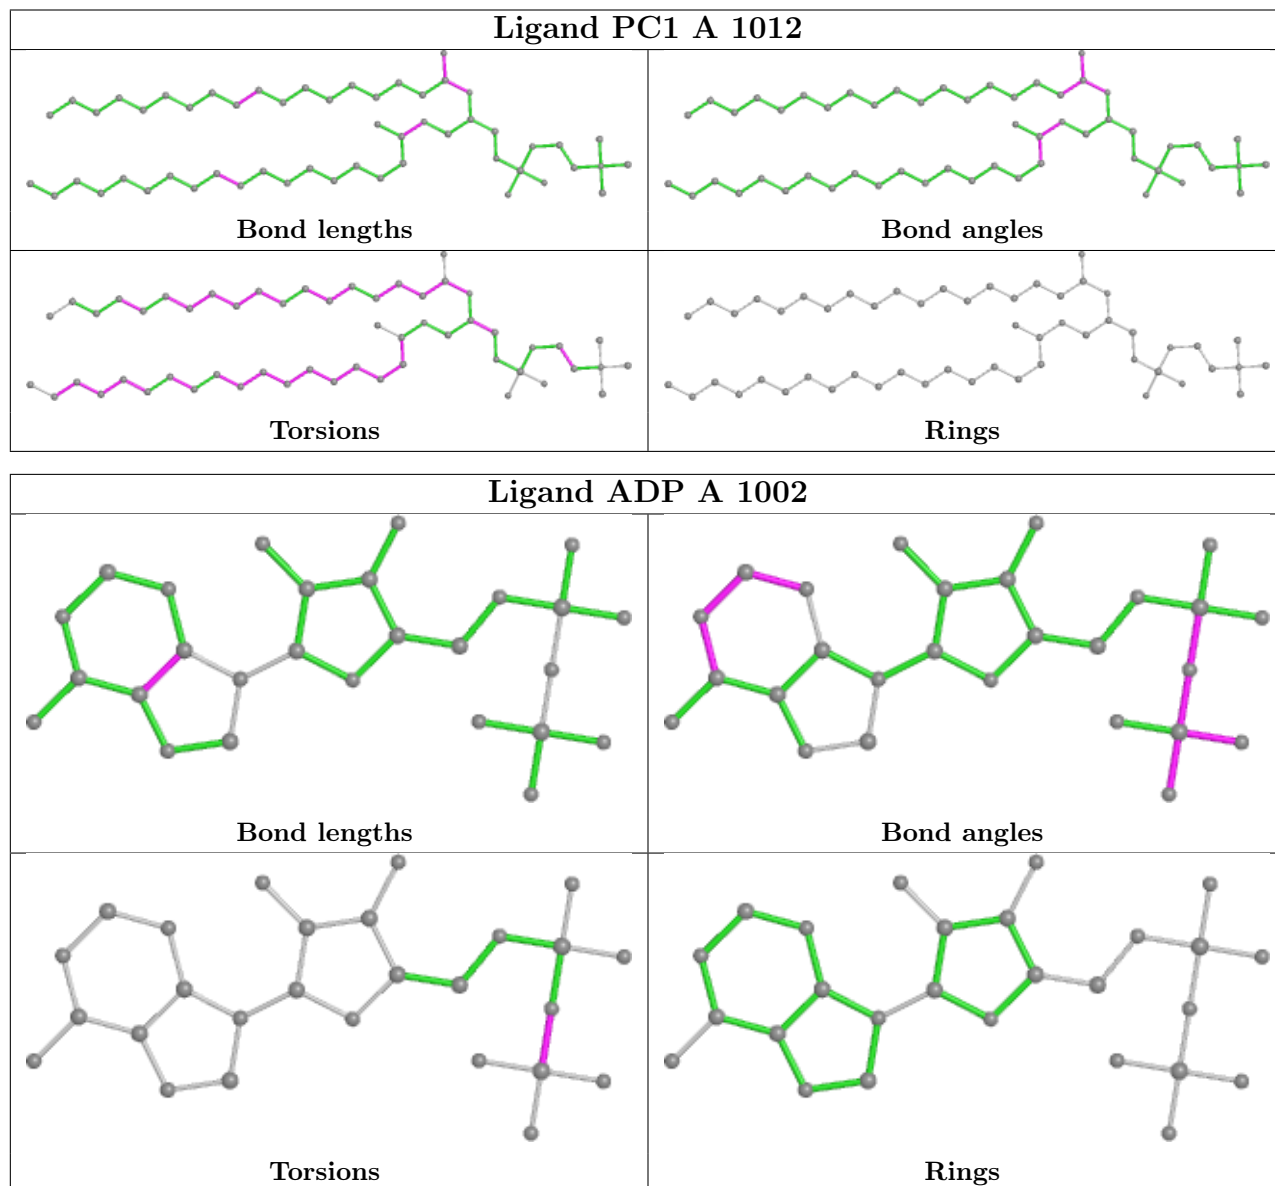 Ligand PC1 A 1012
Bond lengths
Bond angles
Torsions
Rings
Ligand ADP A 1002
Bond lengths
Bond angles
Torsions
Rings